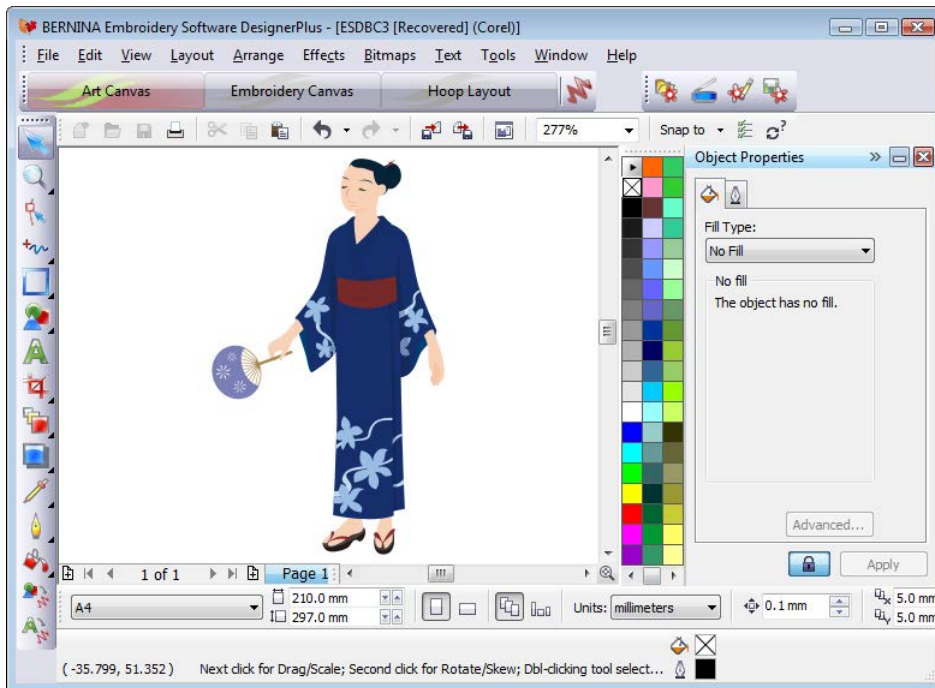 BERNINA Embroidery Software DesignerPlus - [ESDBC3 [Recovered] (Corel)]
File Edit View Layout Arrange Effects Bitmaps Text Tools Window Help
Art Canvas Embroidery Canvas Hoop Layout
277% Snap to
Object Properties
Fill Type:
No Fill
No fill
The object has no fill.
Advanced...
Apply
1 of 1 Page 1
A4 210.0 mm 297.0 mm Units: millimeters 0.1 mm 5.0 mm 5.0 mm
(-35.799, 51.352) Next click for Drag/Scale; Second click for Rotate/Skew; Dbl-clicking tool select...